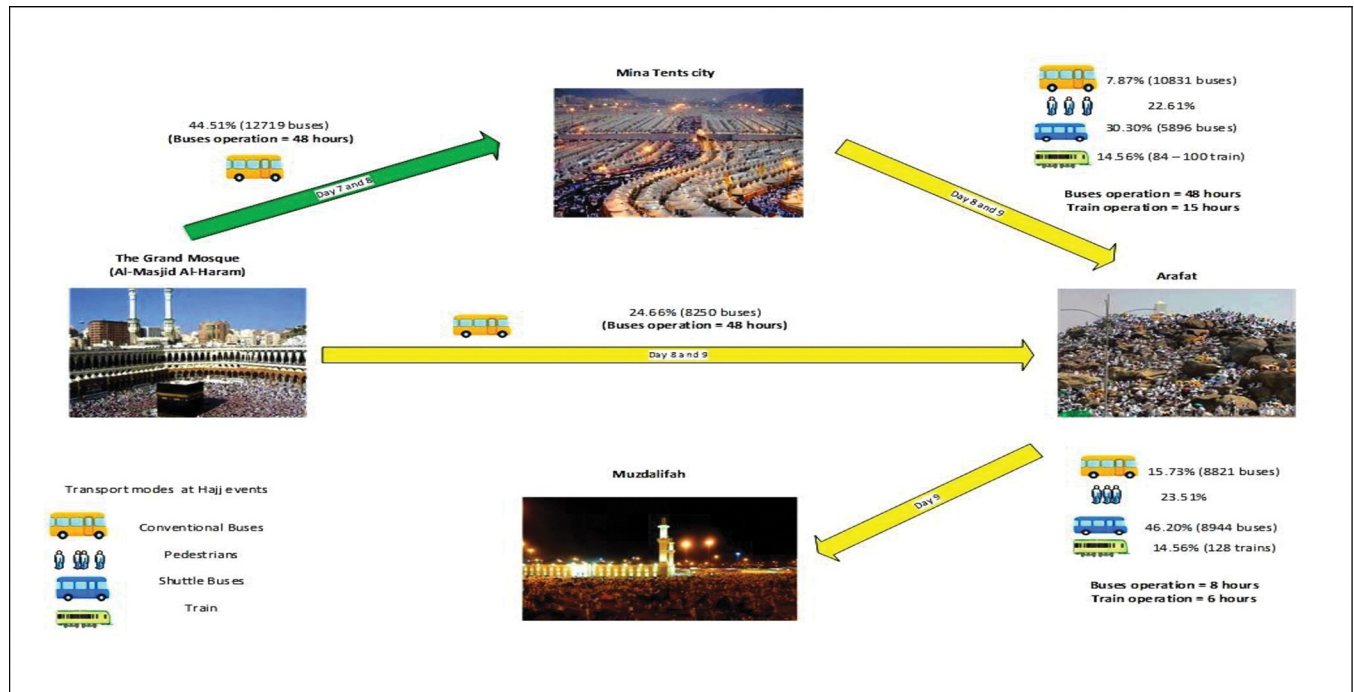 Mina Tents city
44.51% (12719 buses)
(Buses operation = 48 hours)
Day 7 and 8
7.87% (10831 buses)
22.61%
30.30% (5896 buses)
14.56% (84 – 100 train)
Buses operation = 48 hours
Train operation = 15 hours
Day 8 and 9
The Grand Mosque
(Al-Masjid Al-Haram)
Arafat
24.66% (8250 buses)
(Buses operation = 48 hours)
Day 8 and 9
Muzdalifah
Day 9
15.73% (8821 buses)
23.51%
46.20% (8944 buses)
14.56% (128 trains)
Buses operation = 8 hours
Train operation = 6 hours
Transport modes at Hajj events
Conventional Buses
Pedestrians
Shuttle Buses
Train